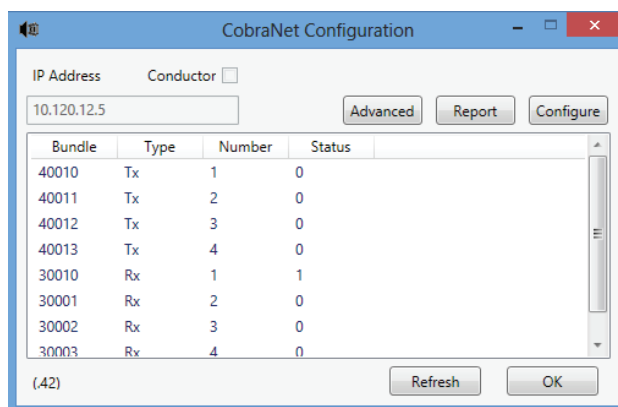 CobraNet Configuration
IP Address Conductor
10.120.12.5 Advanced Report Configure
Bundle Type Number Status
40010 Tx 1 0
40011 Tx 2 0
40012 Tx 3 0
40013 Tx 4 0
30010 Rx 1 1
30001 Rx 2 0
30002 Rx 3 0
30003 Rx 4 0
(.42) Refresh OK